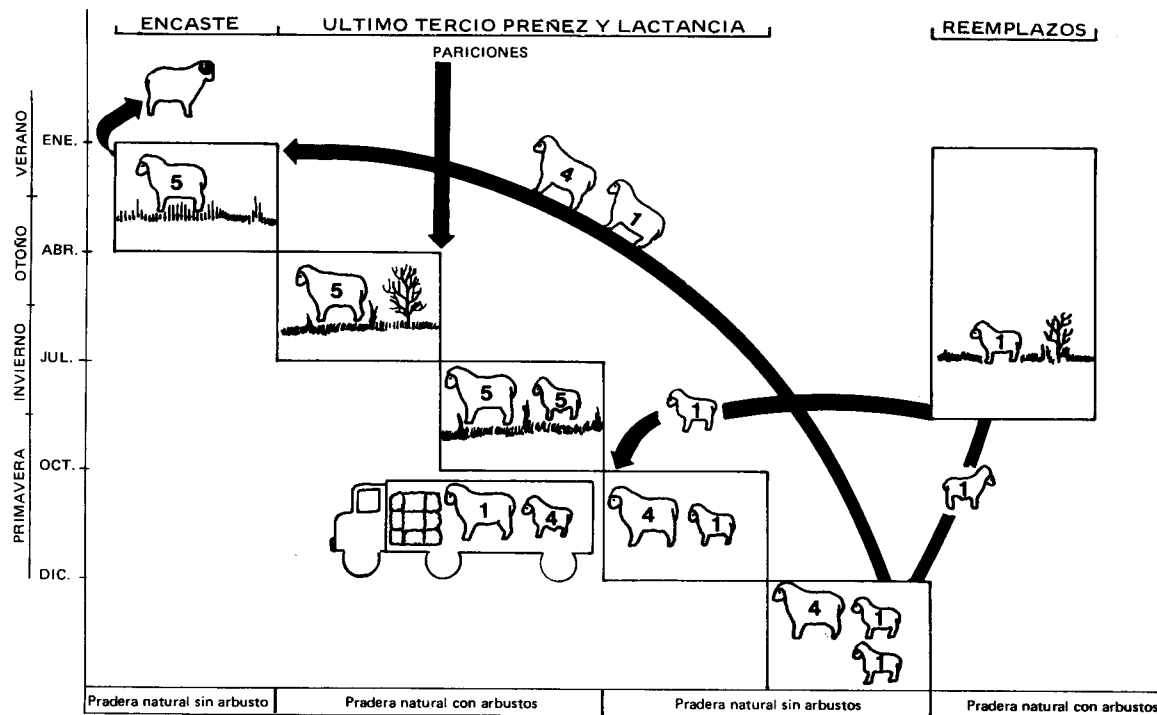 ENCASTE
ULTIMO TERCIO PREÑEZ Y LACTANCIA
REEMPLAZOS
PARICIONES
VERANO
OTOÑO
INVIERNO
PRIMAVERA
ENE.
ABR.
JUL.
OCT.
DIC.
5
4
1
5
1
5
5
1
1
1
4
4
1
4
1
1
Pradera natural sin arbusto
Pradera natural con arbustos
Pradera natural sin arbustos
Pradera natural con arbustos